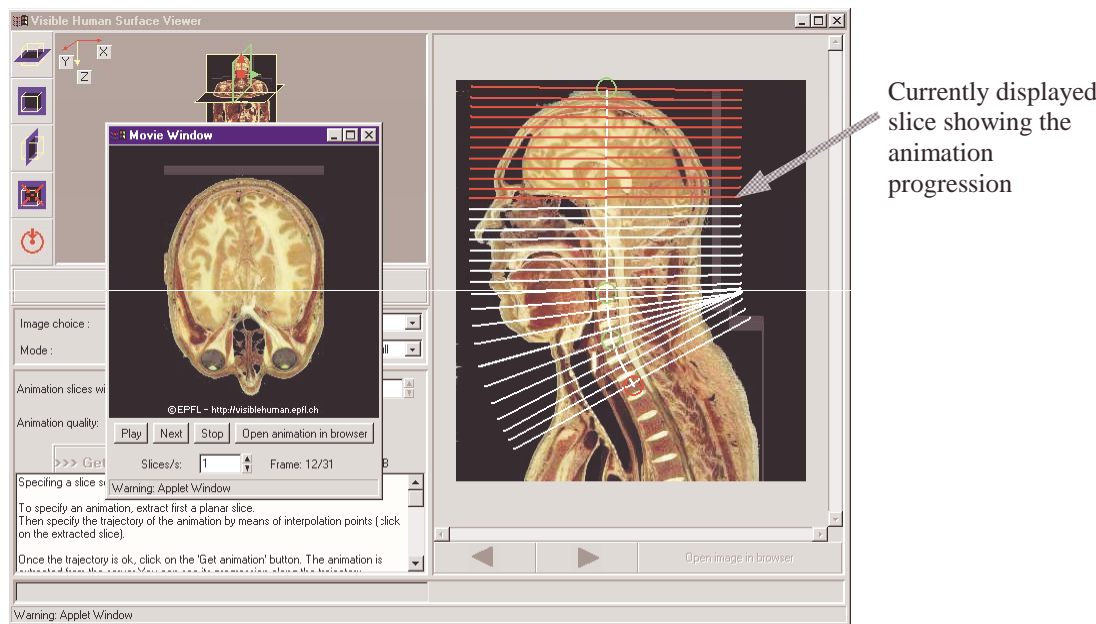 Visible Human Surface Viewer
X
Y
Z
Movie Window
©EPFL - http://visiblehuman.epfl.ch
Play Next Stop Open animation in browser
Slices/s: 1 Frame: 12/31
Warning: Applet Window
Image choice :
Mode :
Animation slices wi
Animation quality:
>>> Get
B
Specifing a slice s
To specify an animation, extract first a planar slice.
Then specify the trajectory of the animation by means of interpolation points (click
on the extracted slice).
Once the trajectory is ok, click on the 'Get animation' button. The animation is
Open image in browser
Warning: Applet Window
Currently displayed
slice showing the
animation
progression